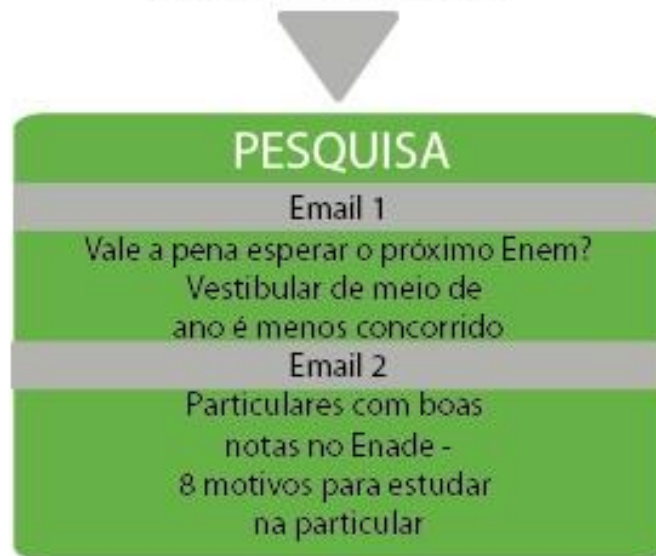 PESQUISA
Email 1
Vale a pena esperar o próximo Enem?
Vestibular de meio de
ano é menos concorrido
Email 2
Particulares com boas
notas no Enade -
8 motivos para estudar
na particular